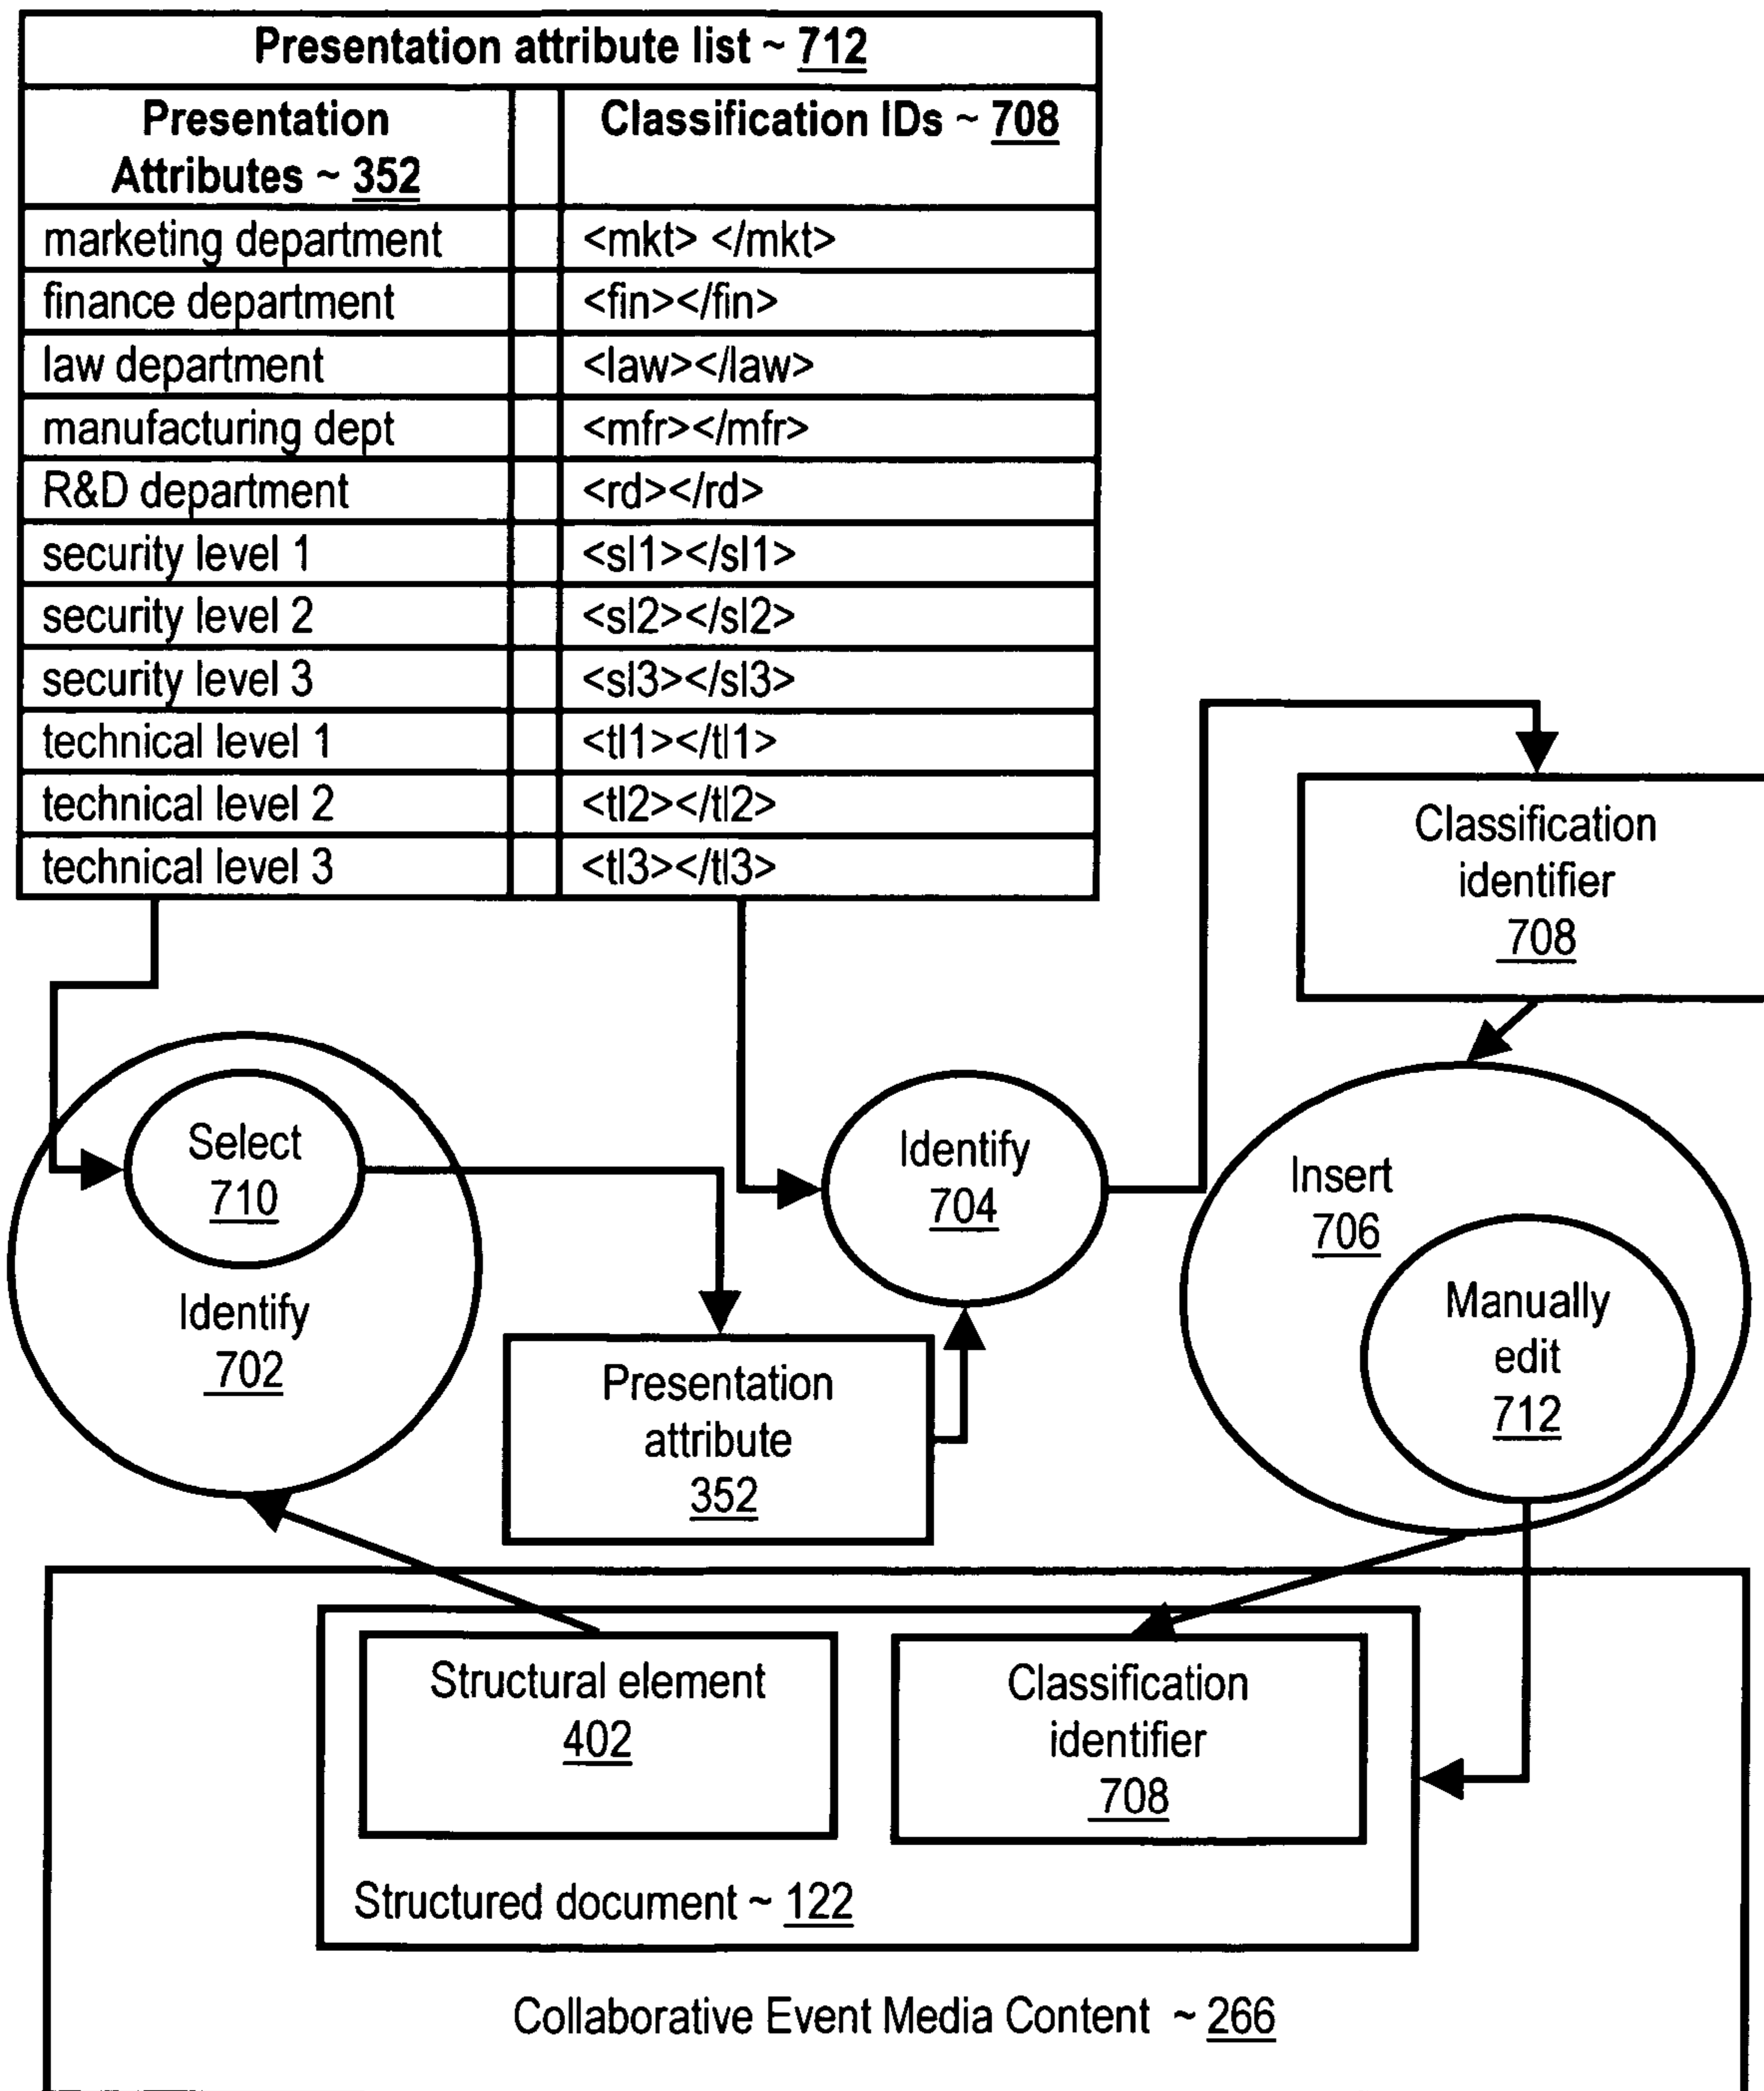 Presentation attribute list ~ 712
Presentation
Attributes ~ 352
Classification IDs ~ 708
marketing department <mkt> </mkt>
finance department <fin></fin>
law department <law></law>
manufacturing dept <mfr></mfr>
R&D department <rd></rd>
security level 1 <sl1></sl1>
security level 2 <sl2></sl2>
security level 3 <sl3></sl3>
technical level 1 <tl1></tl1>
technical level 2 <tl2></tl2>
technical level 3 <tl3></tl3>
Classification
identifier
708
Select
710
Identify
702
Identify
704
Insert
706
Manually
edit
712
Presentation
attribute
352
Structural element
402
Classification
identifier
708
Structured document ~ 122
Collaborative Event Media Content ~ 266